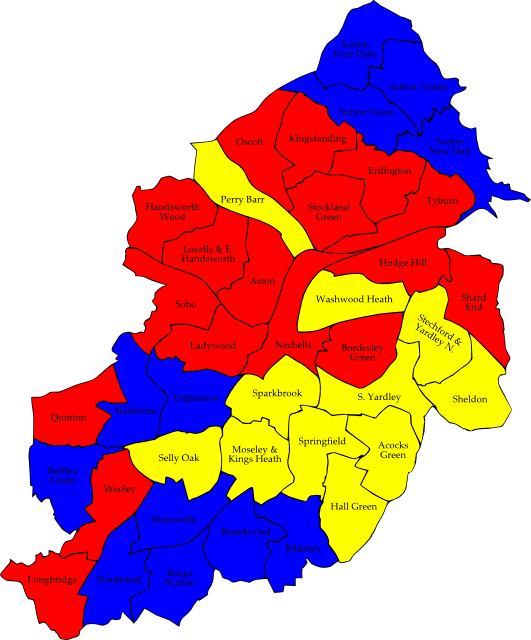 Sutton
Four Oaks
Sutton Trinity
Sutton Vesey
Sutton
New Hall
Oscott
Kingstanding
Erdington
Perry Barr
Tyburn
Handsworth
Wood
Stockland
Green
Lozells & E.
Handsworth
Aston
Hodge Hill
Soho
Washwood Heath
Shard
End
Stechford &
Yardley N.
Ladywood
Nechells
Bordesley
Green
Harborne
Edgbaston
Sparkbrook
S. Yardley
Sheldon
Quinton
Springfield
Acocks
Green
Selly Oak
Moseley &
Kings Heath
Bartley
Green
Weoley
Hall Green
Bournville
Brandwood
Billesley
Longbridge
Northfield
Kings
Norton